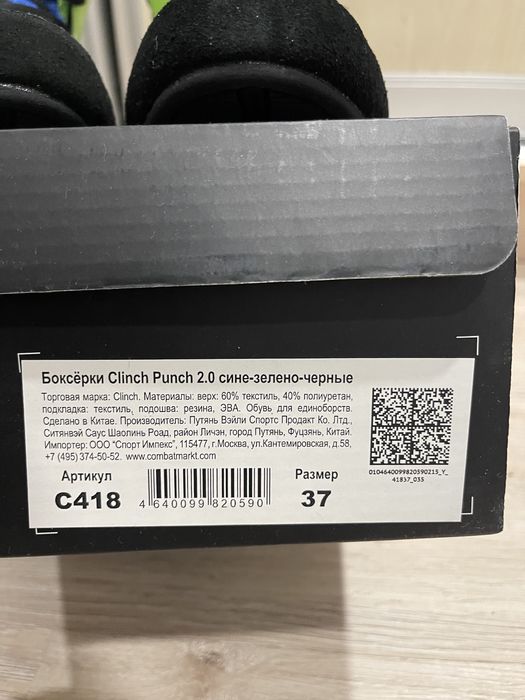 Боксёрки Clinch Punch 2.0 сине-зелено-черные
Торговая марка: Clinch. Материалы: верх: 60% текстиль, 40% полиуретан,
подкладка: текстиль, подошва: резина, ЭВА. Обувь для единоборств.
Сделано в Китае. Производитель: Путянь Вэйли Спортс Продакт Ко. Лтд.,
Ситянвэй Саус Шаолинь Роад, район Личэн, город Путянь, Фуцзянь, Китай.
Импортер: ООО "Спорт Импекс", 115477, г.Москва, ул.Кантемировская, д.58,
+7 (495) 374-50-52. www.combatmarkt.com
Артикул
C418
4 640099 820590
Размер
37
0104640099820590215_Y_
41837_035